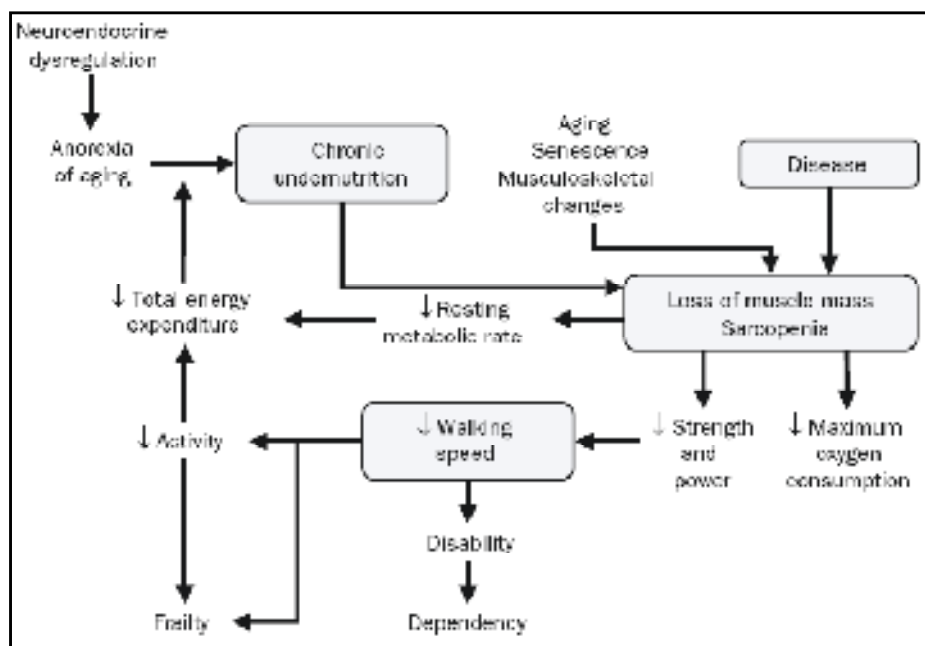 Neuroendocrine
dysregulation
Anorexia
of aging
Chronic
undernutrition
Aging
Senescence
Musculoskeletal
changes
Disease
↓ Total energy
expenditure
↓ Resting
metabolic rate
Loss of muscle mass
Sarcopenia
↓ Activity
↓ Walking
speed
↓ Strength
and
power
↓ Maximum
oxygen
consumption
Disability
Frailty
Dependency